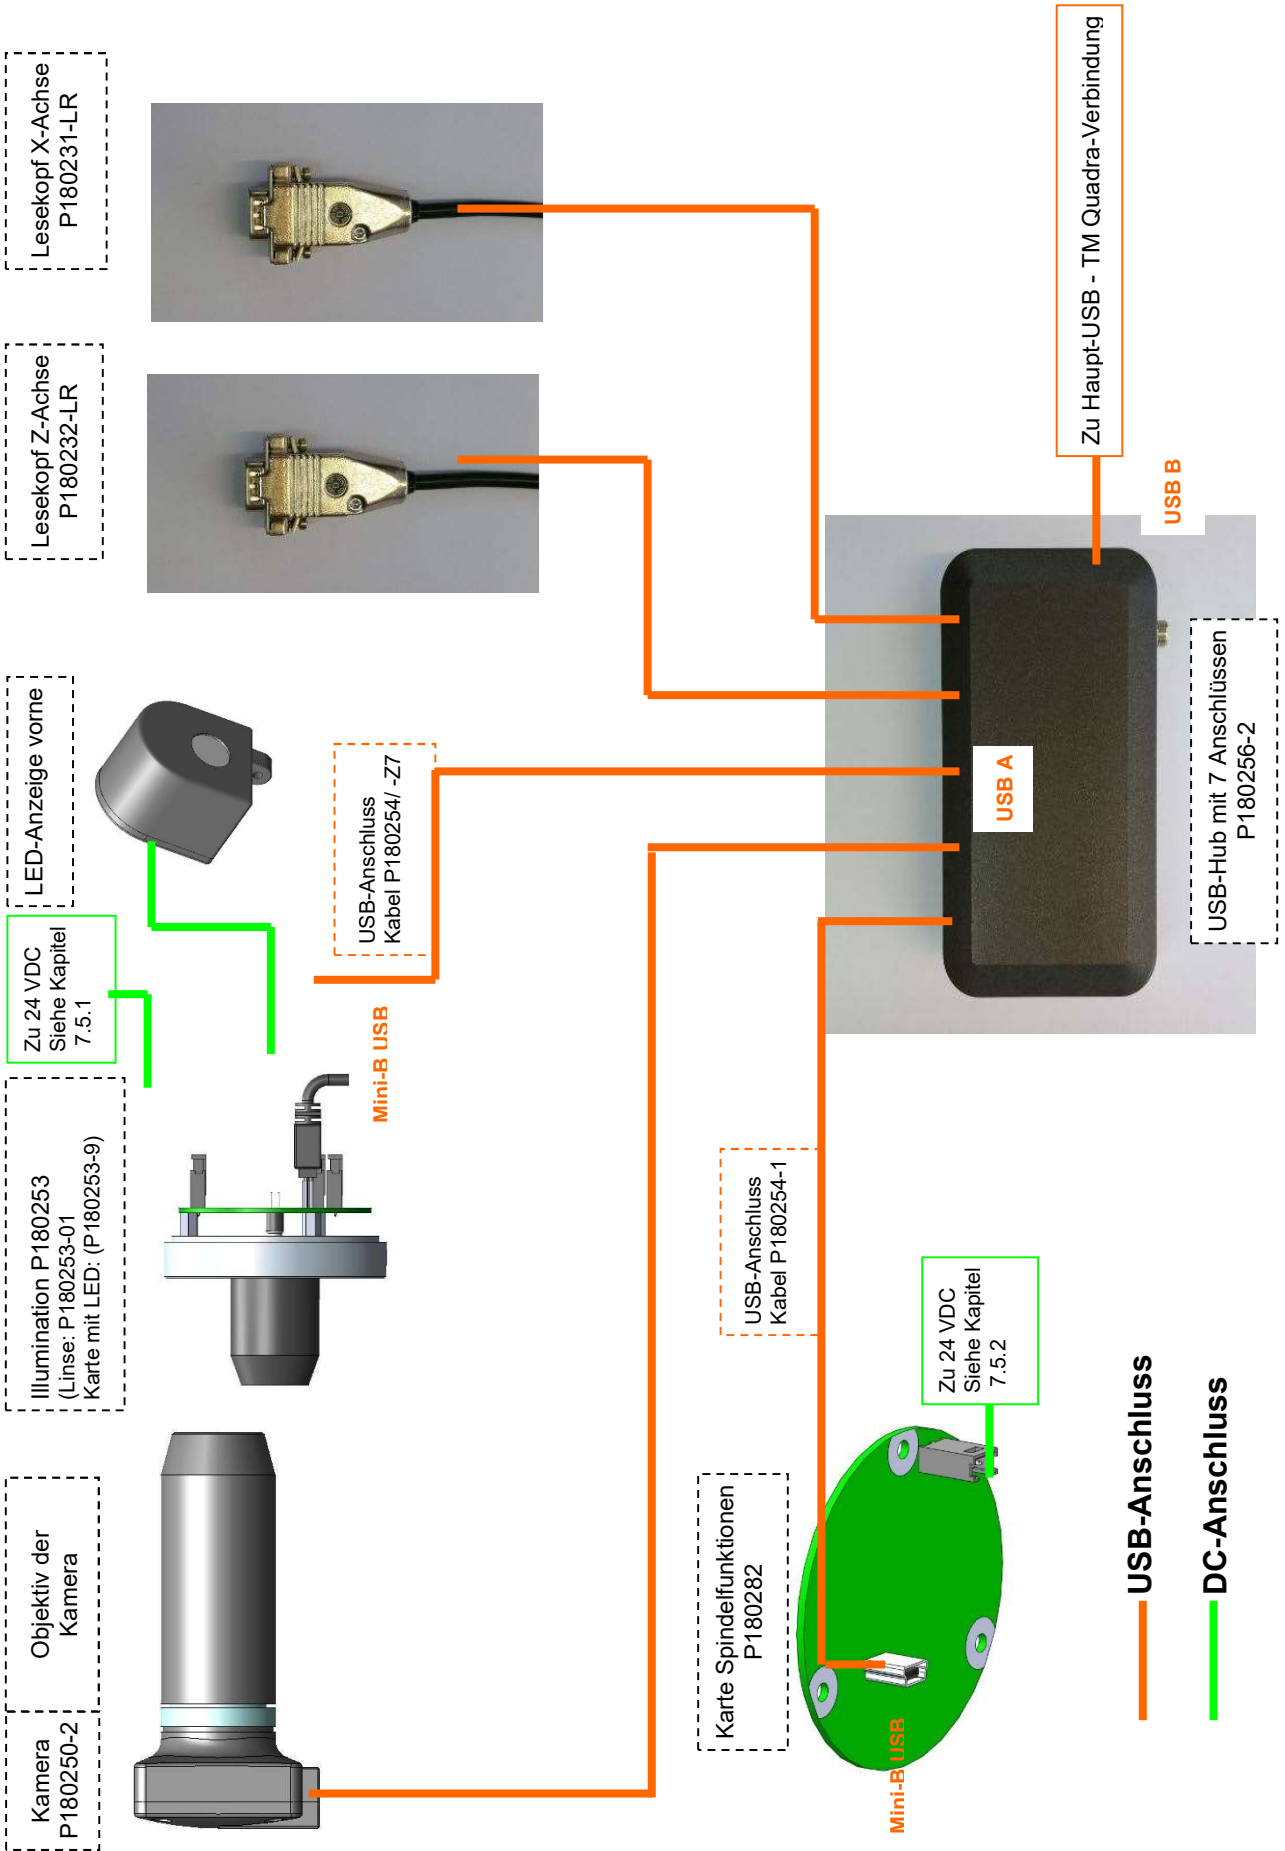 Kamera
P180250-2
Objektiv der
Kamera
Illumination P180253
(Linse: P180253-01
Karte mit LED: (P180253-9)
Zu 24 VDC
Siehe Kapitel
7.5.1
LED-Anzeige vorne
Lesekopf Z-Achse
P180232-LR
Lesekopf X-Achse
P180231-LR
Mini-B USB
USB-Anschluss
Kabel P180254/ -Z7
Karte Spindelfunktionen
P180282
USB-Anschluss
Kabel P180254-1
Mini-B USB
Zu 24 VDC
Siehe Kapitel
7.5.2
USB A
USB B
Zu Haupt-USB - TM Quadra-Verbindung
USB-Hub mit 7 Anschlüssen
P180256-2
USB-Anschluss
DC-Anschluss